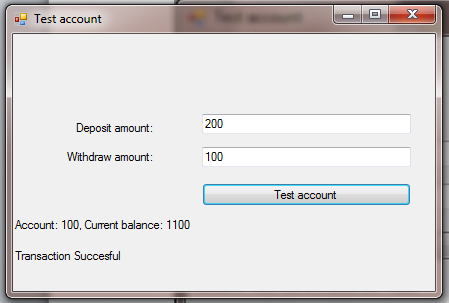 Test account
Deposit amount: 200
Withdraw amount: 100
Test account
Account: 100, Current balance: 1100
Transaction Succesful